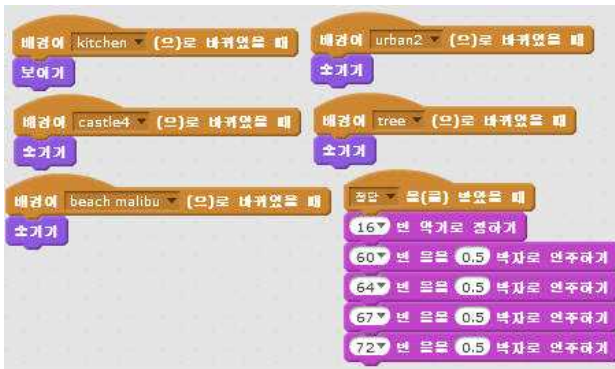 배경이 kitchen (으)로 바뀌었을 때
보이기
배경이 urban2 (으)로 바뀌었을 때
숨기기
배경이 castle4 (으)로 바뀌었을 때
숨기기
배경이 tree (으)로 바뀌었을 때
숨기기
배경이 beach malibu (으)로 바뀌었을 때
숨기기
정답 을(를) 받았을 때
16 번 악기로 정하기
60 번 음을 0.5 박자로 연주하기
64 번 음을 0.5 박자로 연주하기
67 번 음을 0.5 박자로 연주하기
72 번 음을 0.5 박자로 연주하기